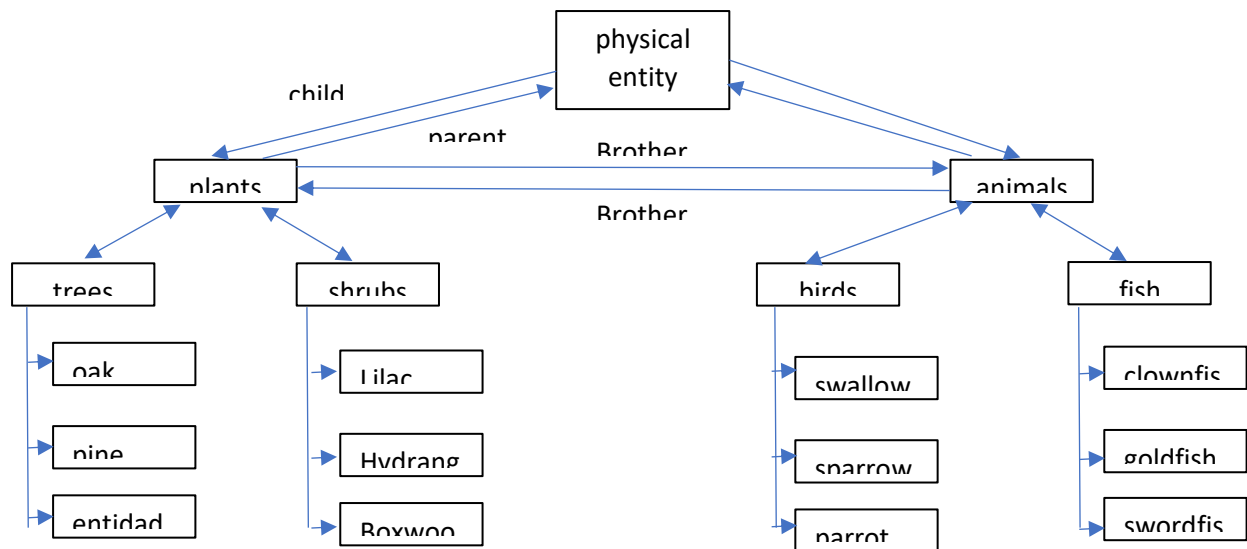 physical
entity
child
parent
Brother
plants
animals
Brother
trees
shrubs
birds
fish
oak
Lilac
swallow
clownfis
pine
Hydrang
sparrow
goldfish
entidad
Boxwoo
parrot
swordfis